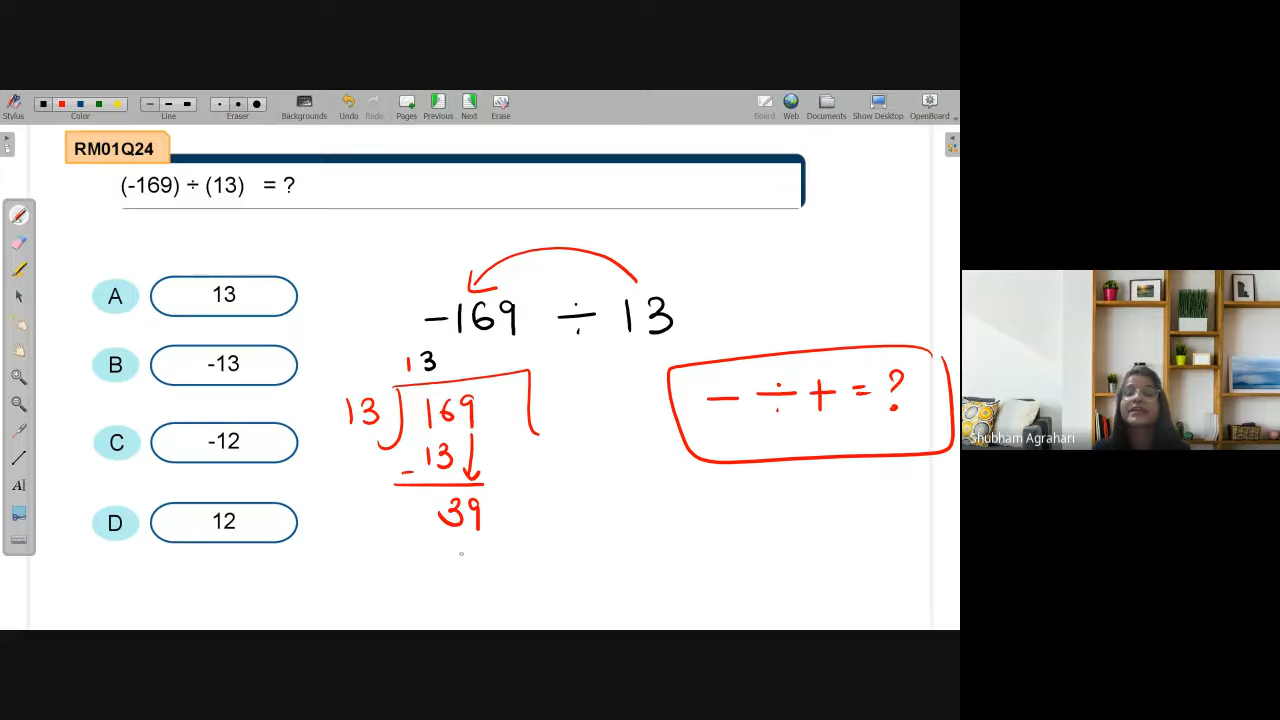 Stylus Color Line Eraser Backgrounds Undo Redo Pages Previous Next Erase Board Web Documents Show Desktop OpenBoard
RM01Q24
(-169) ÷ (13) = ?
A 13
B -13
C -12
D 12
-169 ÷ 13
13
13 169
- 13
39
- ÷ + = ?
AI
Shubham Agrahari